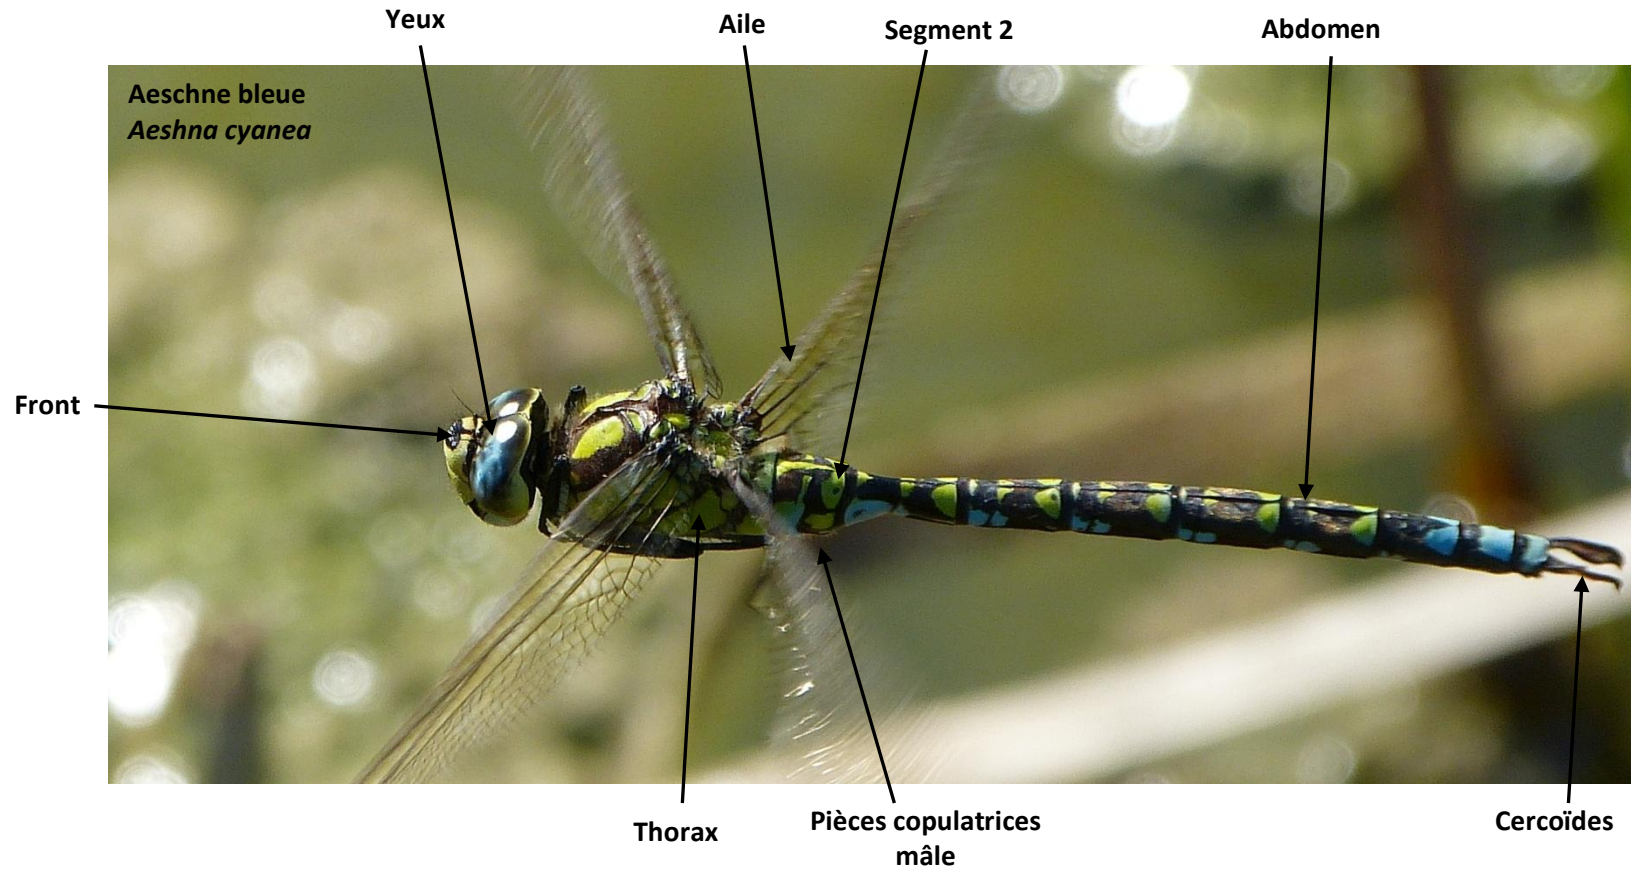 Yeux
Aile
Segment 2
Abdomen
Aeschne bleue
Aeshna cyanea
Front
Thorax
Pièces copulatrices
mâle
Cercoïdes